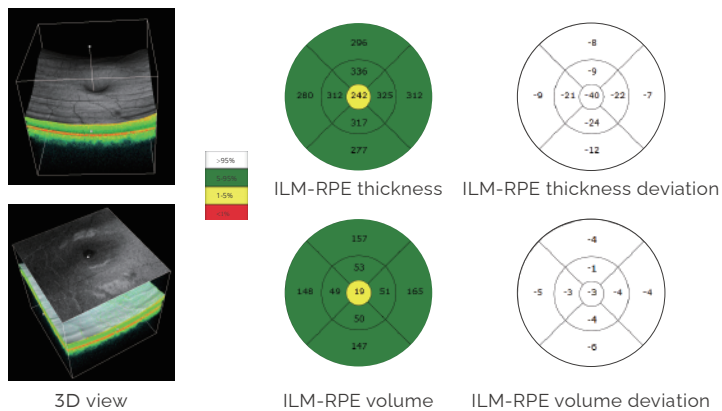 296
336
280 312 242 325 312
317
277
-8
-9
-9 -21 -40 -22 -7
-24
-12
>95%
5-95%
1-5%
<1%
ILM-RPE thickness
ILM-RPE thickness deviation
157
53
148 49 19 51 165
50
147
-4
-1
-5 -3 -3 -4 -4
-4
-6
3D view
ILM-RPE volume
ILM-RPE volume deviation